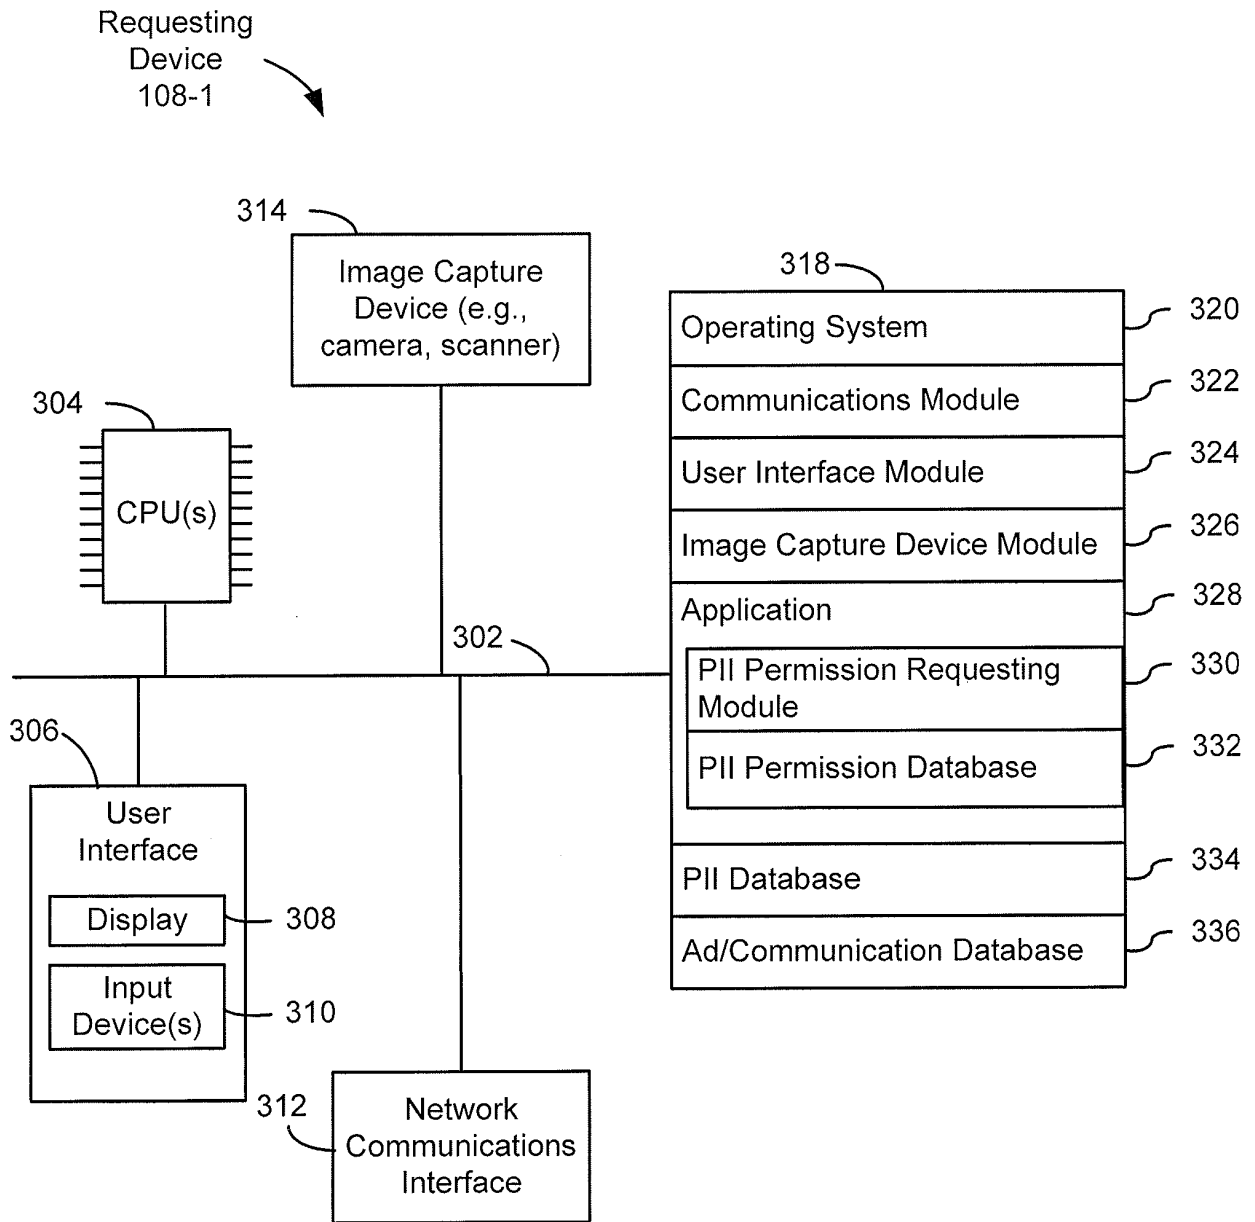 Requesting
Device
108-1
314
Image Capture
Device (e.g.,
camera, scanner)
304
CPU(s)
302
306
User
Interface
Display
308
Input
Device(s)
310
312
Network
Communications
Interface
318
Operating System
320
Communications Module
322
User Interface Module
324
Image Capture Device Module
326
Application
328
PII Permission Requesting
Module
330
PII Permission Database
332
PII Database
334
Ad/Communication Database
336